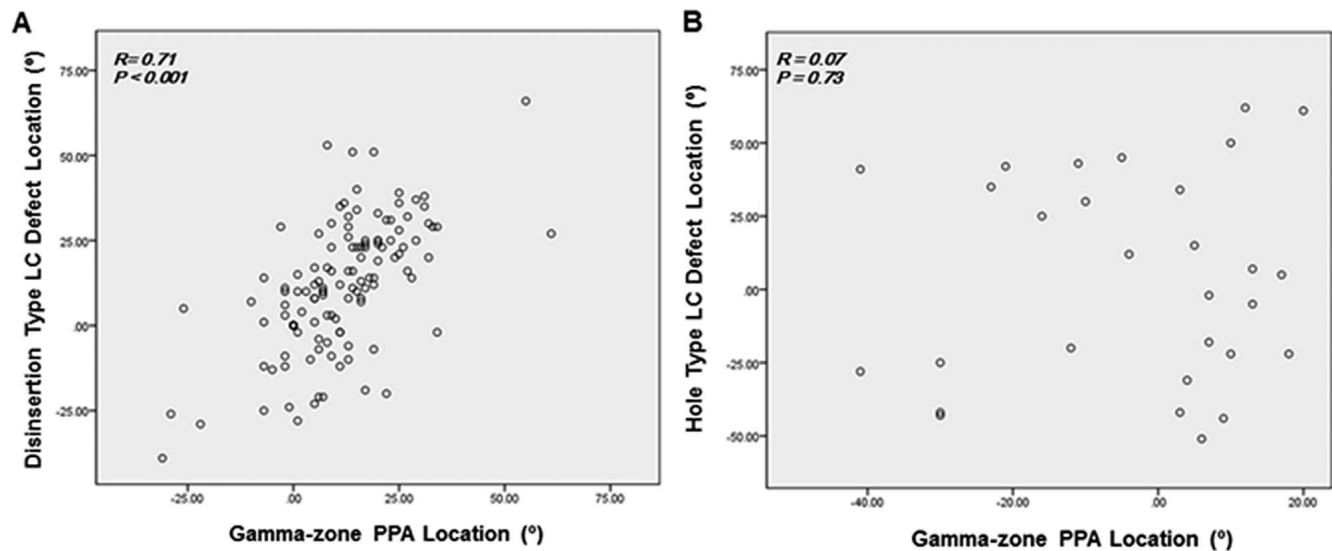 A
R= 0.71
P < 0.001
Disinsertion Type LC Defect Location (º)
75.00
50.00
25.00
.00
-25.00
-25.00
.00
25.00
50.00
75.00
Gamma-zone PPA Location (º)
B
R = 0.07
P = 0.73
Hole Type LC Defect Location (º)
75.00
50.00
25.00
.00
-25.00
-50.00
-40.00
-20.00
.00
20.00
Gamma-zone PPA Location (º)